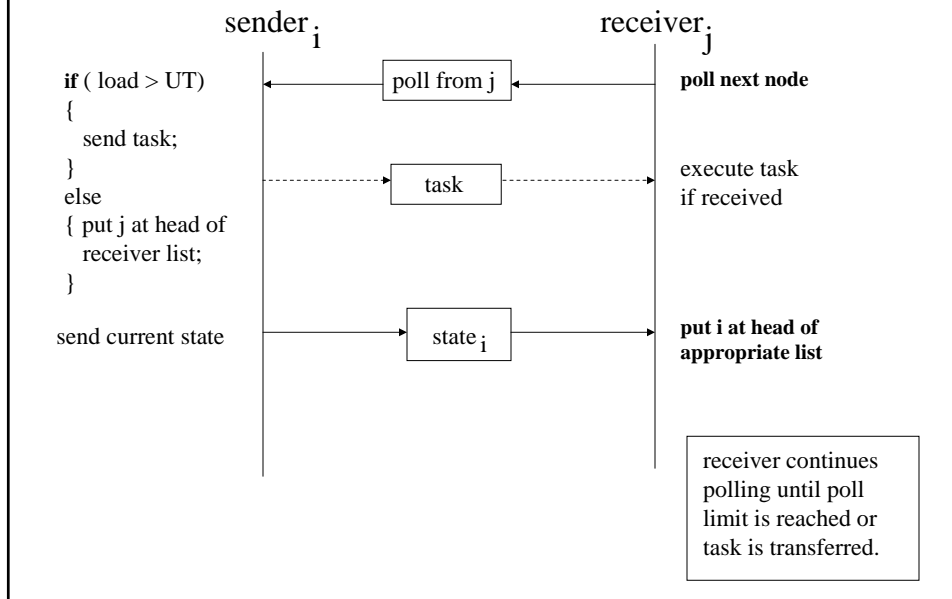 sender i
receiver j
if ( load > UT)
{
send task;
}
else
{ put j at head of
receiver list;
}
send current state
poll from j
task
state i
poll next node
execute task
if received
put i at head of
appropriate list
receiver continues
polling until poll
limit is reached or
task is transferred.